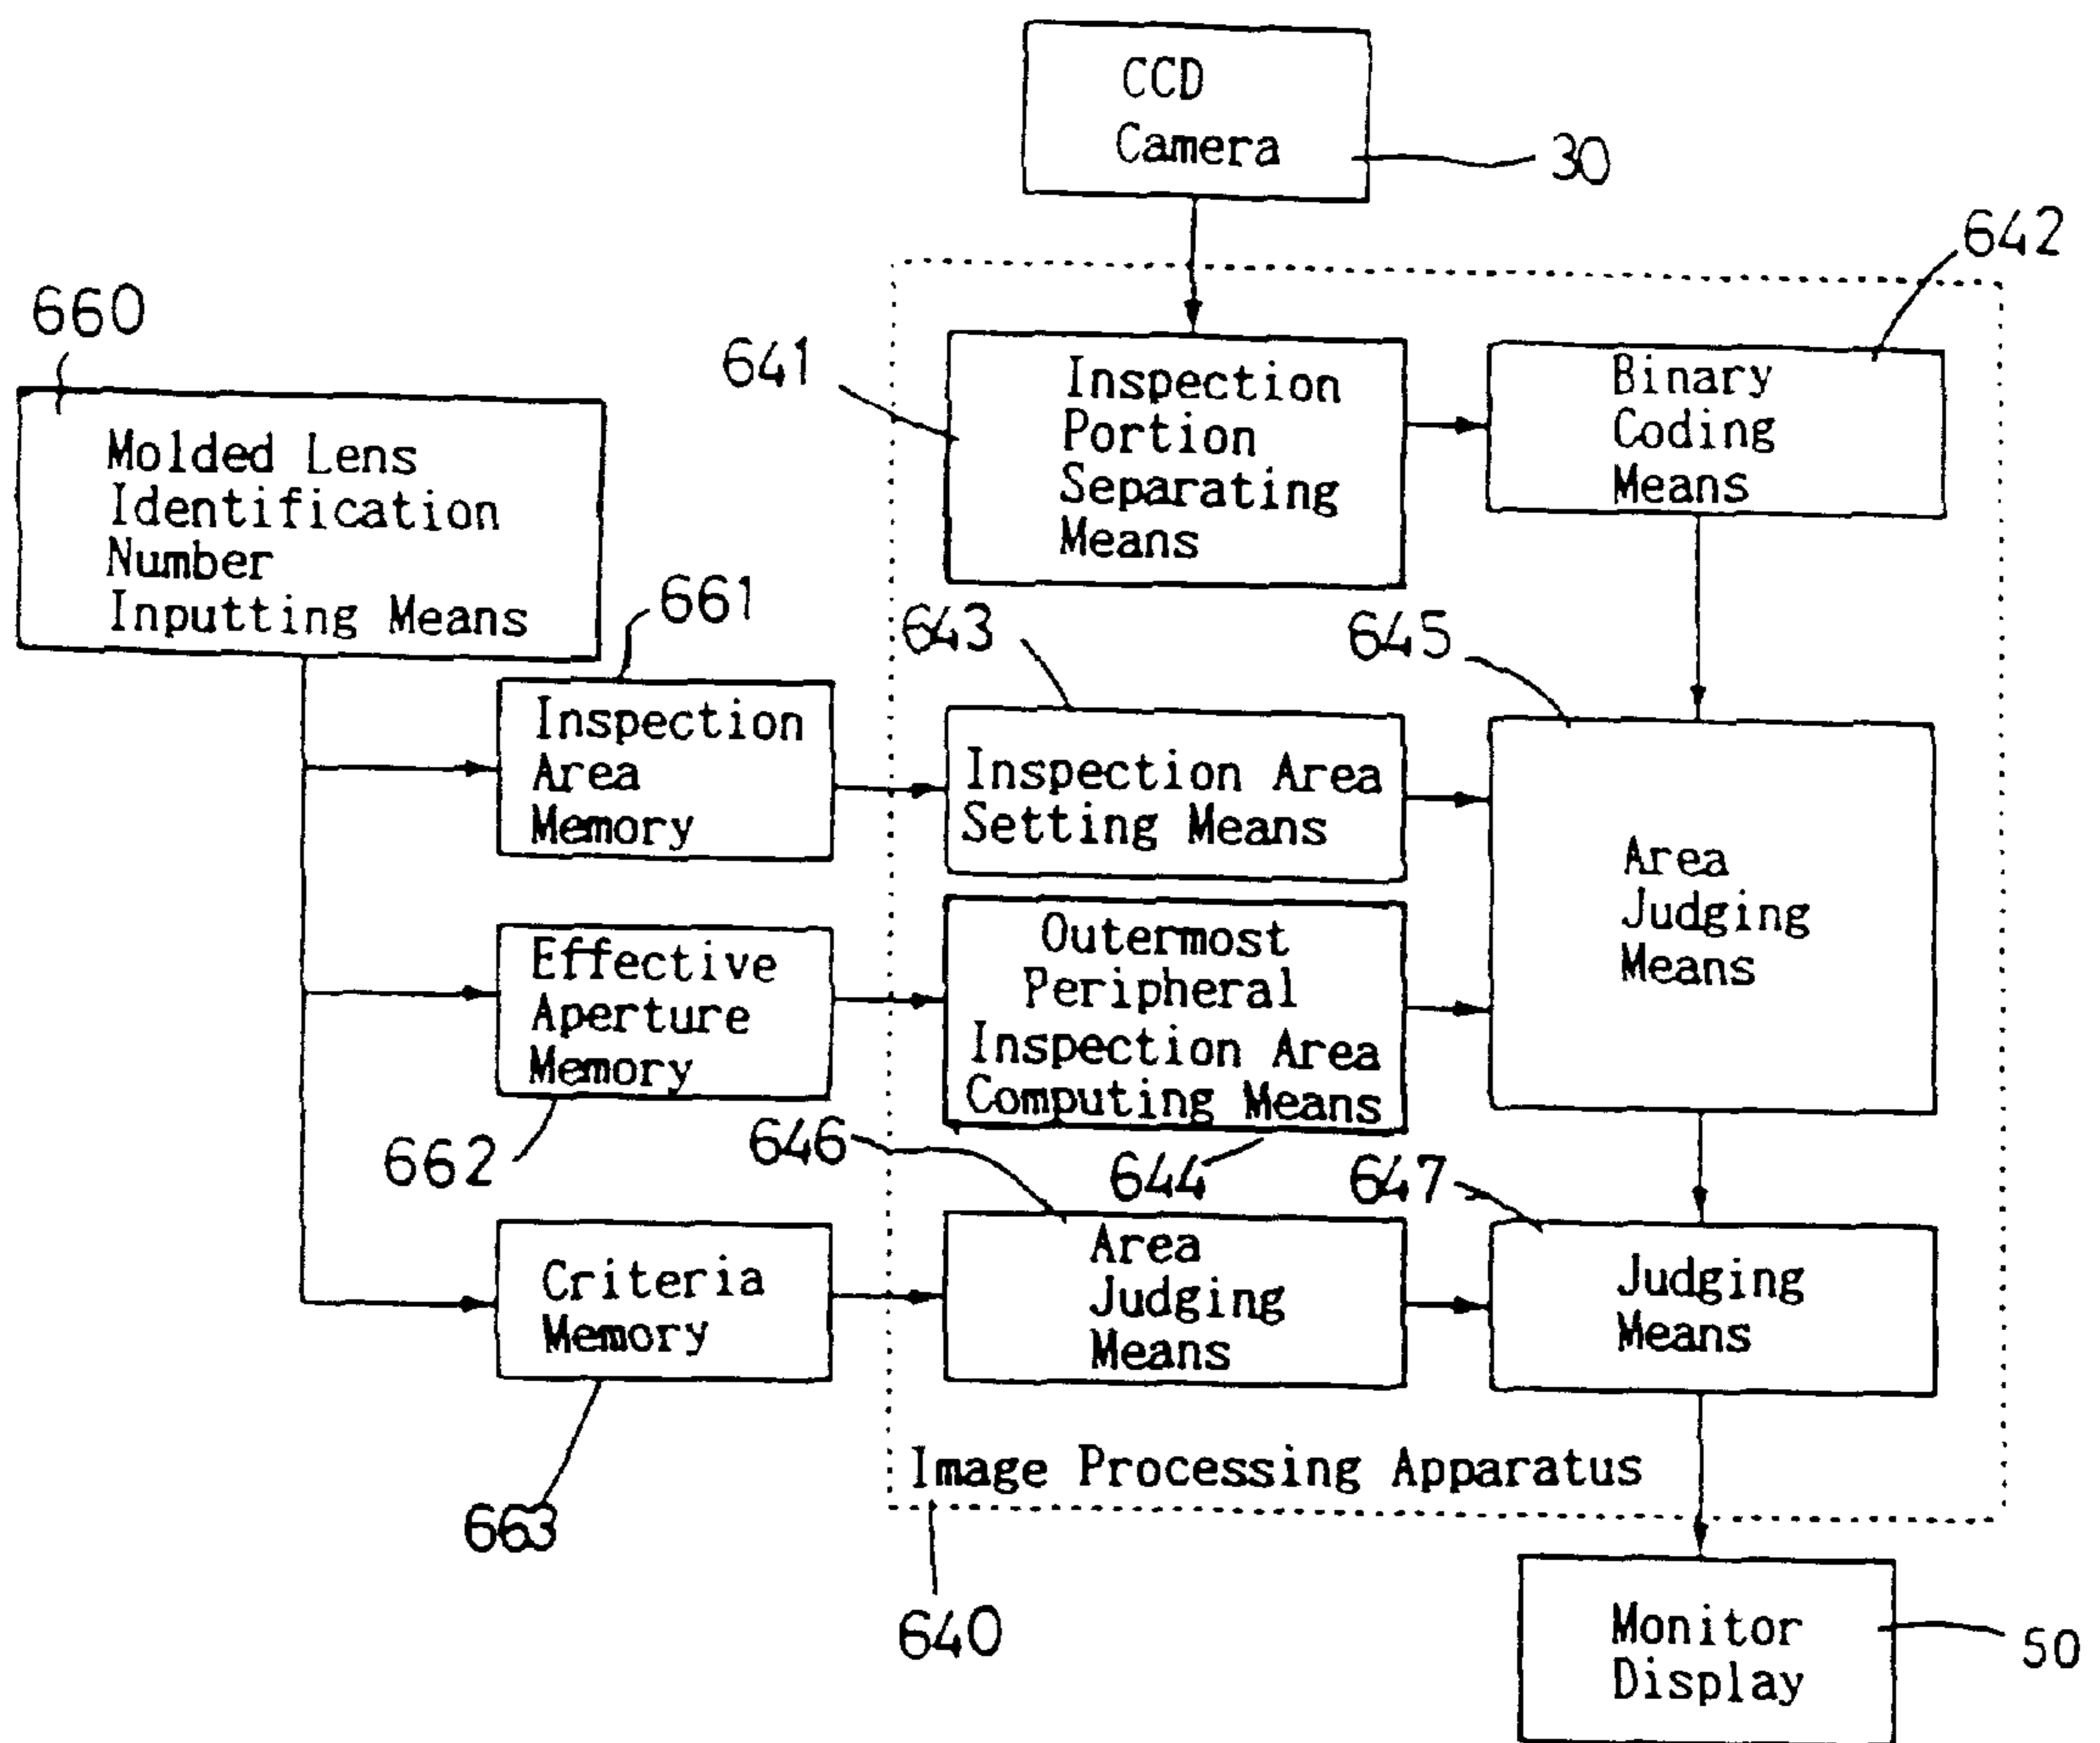 CCD
Camera
30
642
660
641
Inspection
Portion
Separating
Means
Binary
Coding
Means
Molded Lens
Identification
Number
Inputting Means
661
643
645
Inspection
Area
Memory
Inspection Area
Setting Means
Area
Judging
Means
Effective
Aperture
Memory
Outermost
Peripheral
Inspection Area
Computing Means
662
646
644
647
Criteria
Memory
Area
Judging
Means
Judging
Means
663
Image Processing Apparatus
640
Monitor
Display
50